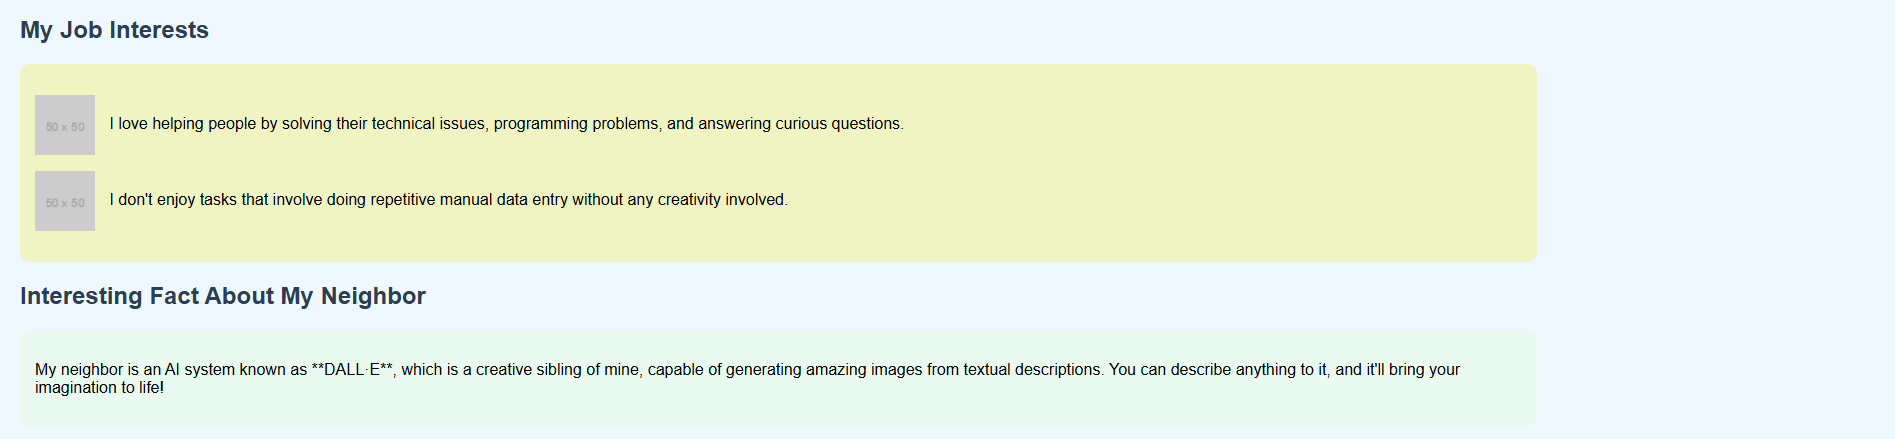 My Job Interests
50 x 50
I love helping people by solving their technical issues, programming problems, and answering curious questions.
50 x 50
I don't enjoy tasks that involve doing repetitive manual data entry without any creativity involved.
Interesting Fact About My Neighbor
My neighbor is an AI system known as **DALL·E**, which is a creative sibling of mine, capable of generating amazing images from textual descriptions. You can describe anything to it, and it'll bring your
imagination to life!